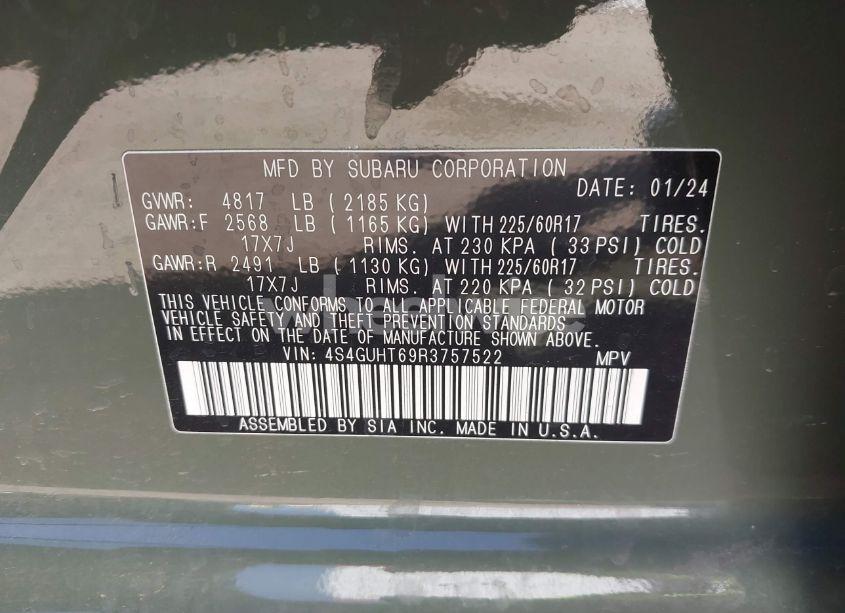 MFD BY SUBARU CORPORATION
DATE: 01/24
GVWR: 4817 LB ( 2185 KG)
GAWR:F 2568 LB ( 1165 KG) WITH 225/60R17 TIRES.
17X7J RIMS. AT 230 KPA ( 33 PSI) COLD
GAWR:R 2491 LB ( 1130 KG) WITH 225/60R17 TIRES.
17X7J RIMS. AT 220 KPA ( 32 PSI) COLD
THIS VEHICLE CONFORMS TO ALL APPLICABLE FEDERAL MOTOR
VEHICLE SAFETY AND THEFT PREVENTION STANDARDS
IN EFFECT ON THE DATE OF MANUFACTURE SHOWN ABOVE.
VIN: 4S4GUHT69R3757522 MPV
ASSEMBLED BY SIA INC. MADE IN U.S.A.